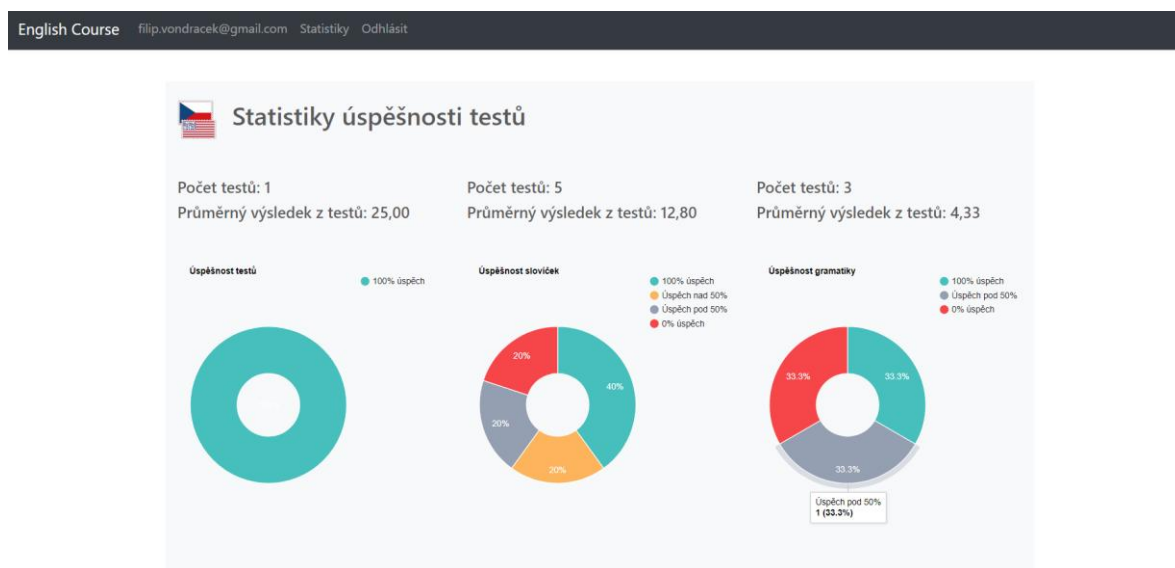 English Course filip.vondracek@gmail.com Statistiky Odhlásit
Statistiky úspěšnosti testů
Počet testů: 1
Průměrný výsledek z testů: 25,00
Počet testů: 5
Průměrný výsledek z testů: 12,80
Počet testů: 3
Průměrný výsledek z testů: 4,33
Úspěšnost testů
100% úspěch
Úspěšnost slovíček
100% úspěch
Úspěch nad 50%
Úspěch pod 50%
0% úspěch
20%
40%
20%
20%
Úspěšnost gramatiky
100% úspěch
Úspěch pod 50%
0% úspěch
33.3%
33.3%
33.3%
Úspěch pod 50%
1 (33.3%)